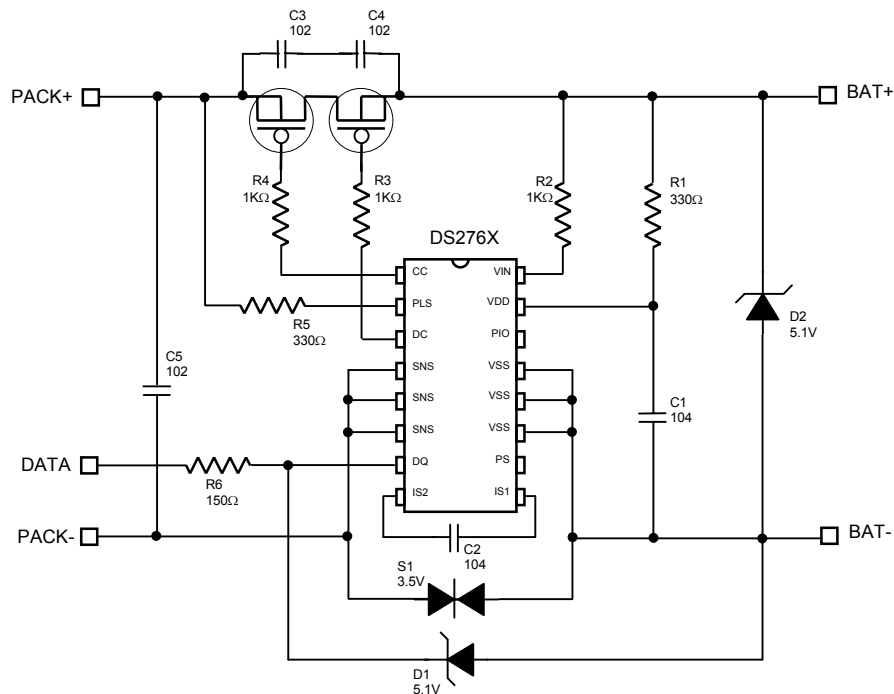 C3
102
C4
102
PACK+
BAT+
R4
1KΩ
R3
1KΩ
R2
1KΩ
R1
330Ω
DS276X
CC
VIN
PLS
VDD
R5
330Ω
DC
PIO
D2
5.1V
SNS
VSS
C5
102
SNS
VSS
C1
104
SNS
VSS
DATA
DQ
PS
R6
150Ω
IS2
IS1
PACK-
BAT-
C2
104
S1
3.5V
D1
5.1V